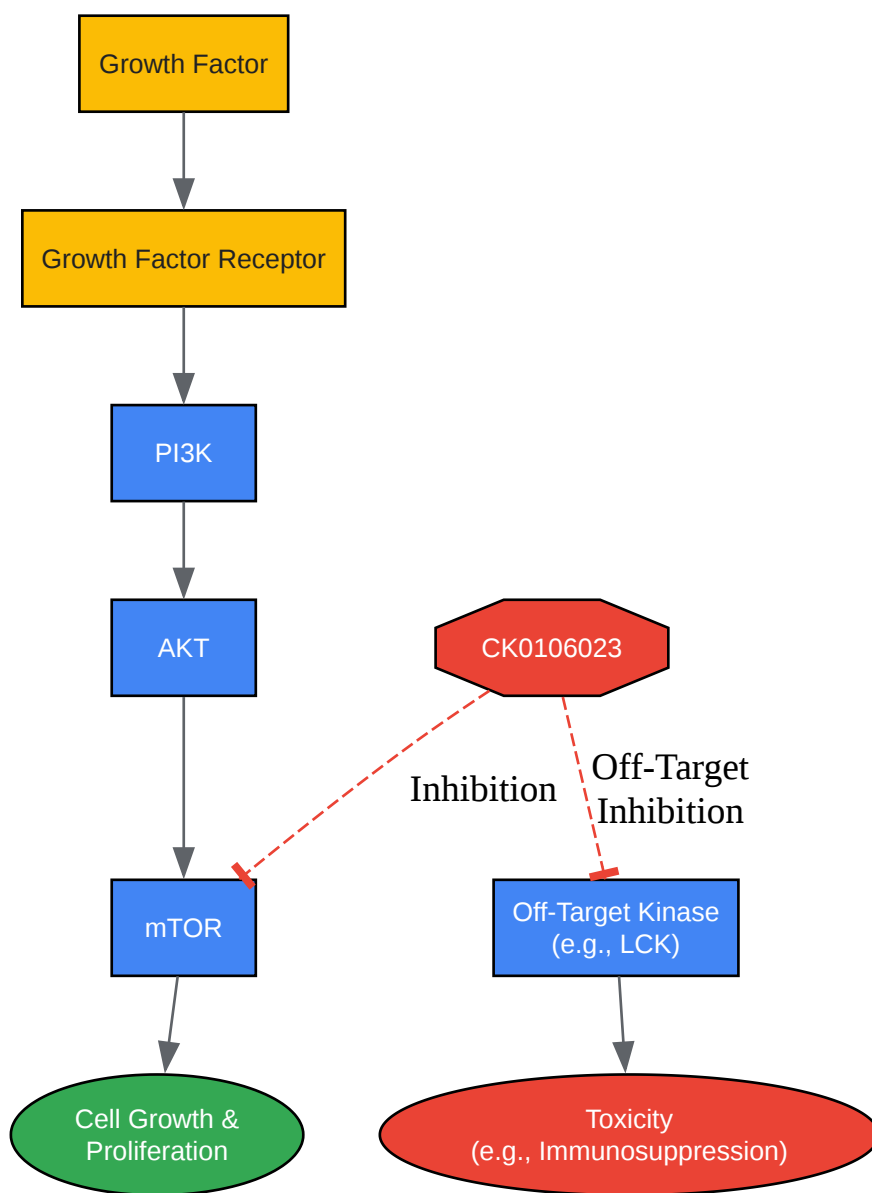 Growth Factor
Growth Factor Receptor
PI3K
AKT
CK0106023
Inhibition
Off-Target
Inhibition
mTOR
Off-Target Kinase
(e.g., LCK)
Cell Growth &
Proliferation
Toxicity
(e.g., Immunosuppression)